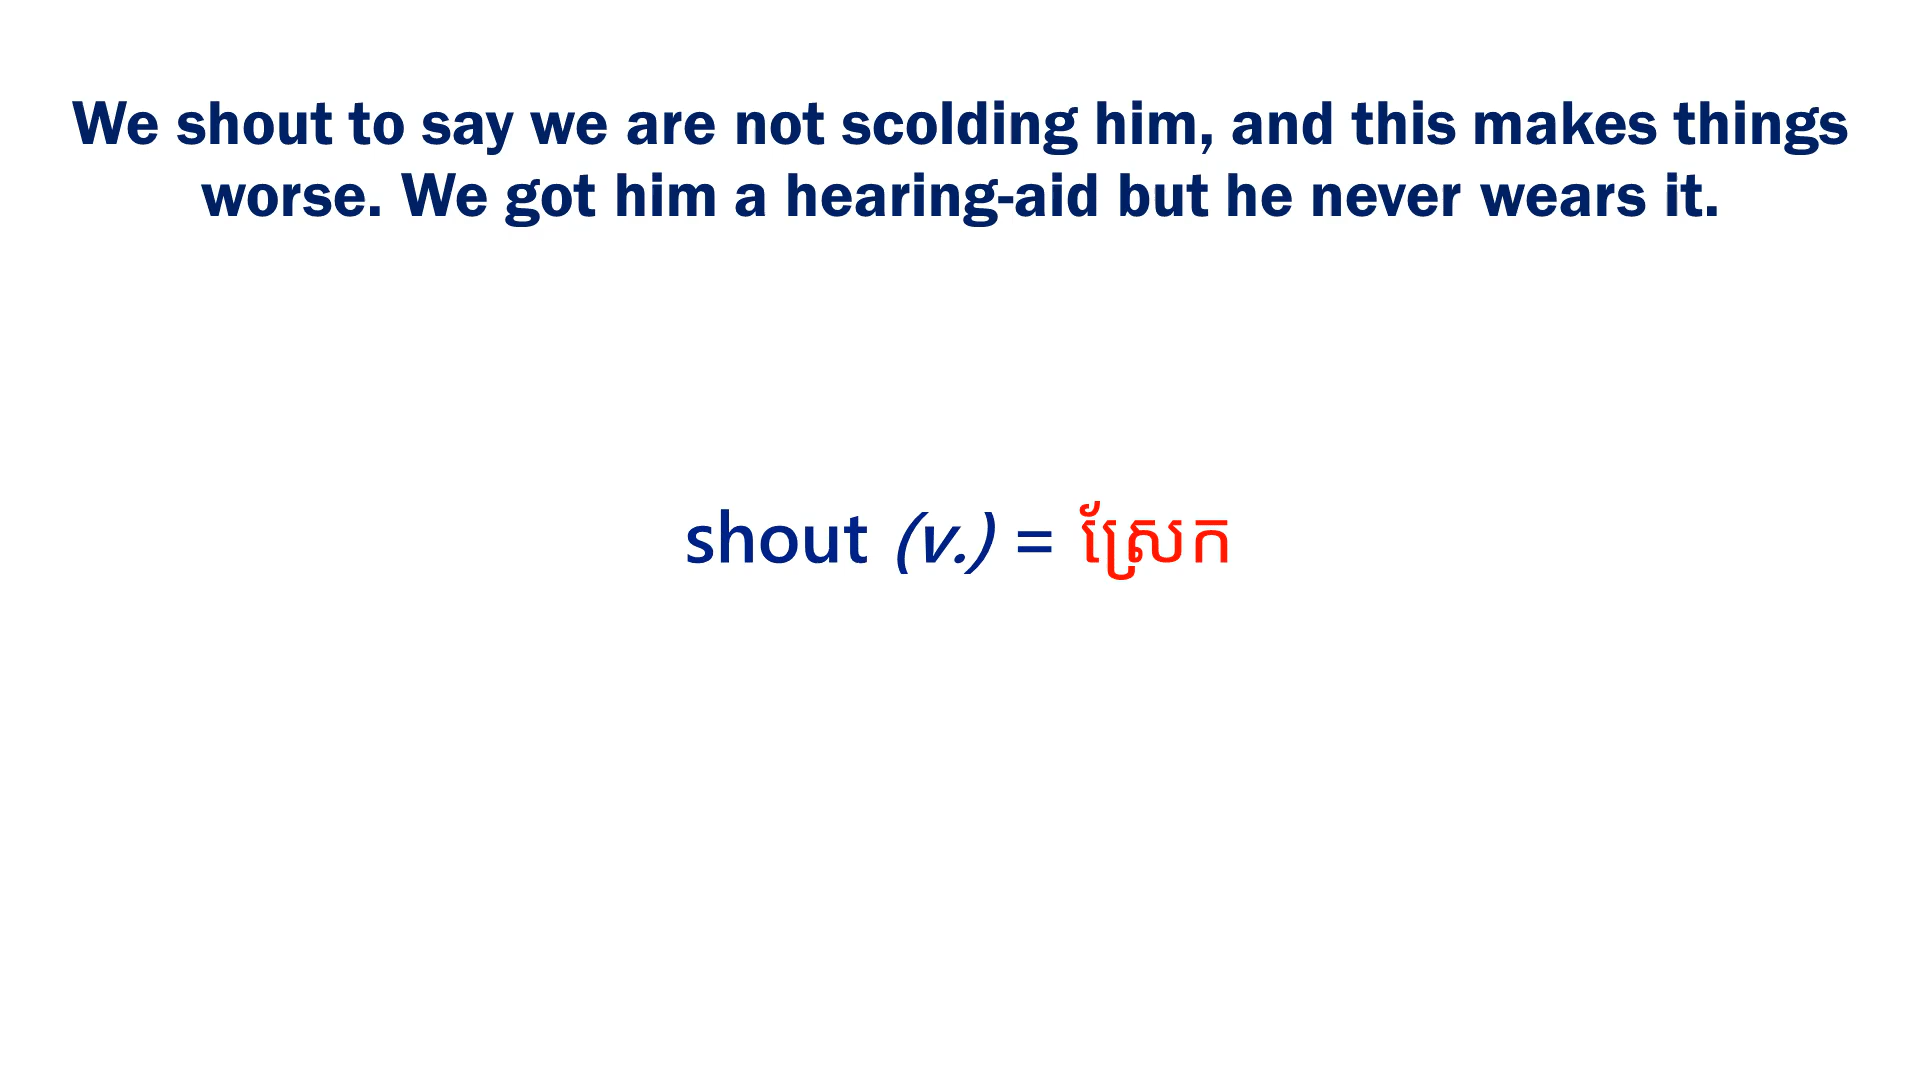 We shout to say we are not scolding him, and this makes things
worse. We got him a hearing-aid but he never wears it.
shout (v.) = ស្រែក